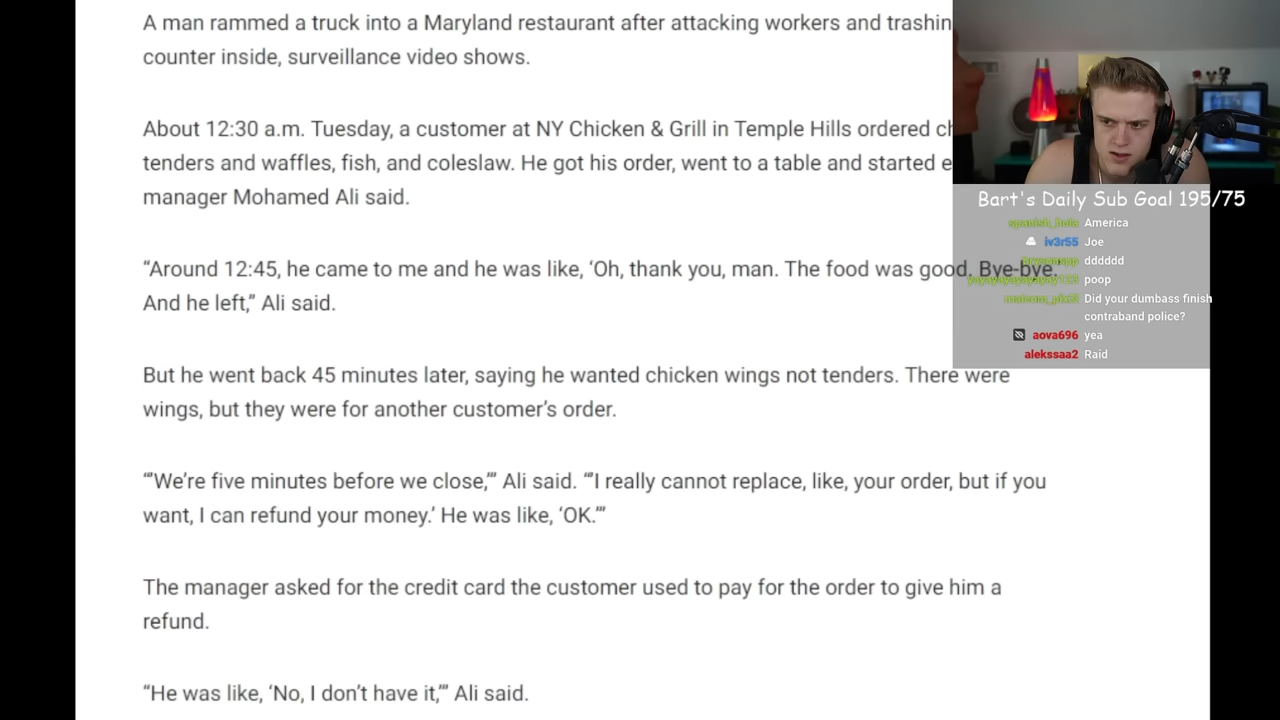 A man rammed a truck into a Maryland restaurant after attacking workers and
counter inside, surveillance video shows.
About 12:30 a.m. Tuesday, a customer at NY Chicken & Grill in Temple Hills ordered
tenders and waffles, fish, and coleslaw. He got his order, went to a table and started
manager Mohamed Ali said.
“Around 12:45, he came to me and he was like, ‘Oh, thank you, man. The food was good. Bye-bye.
And he left,” Ali said.
But he went back 45 minutes later, saying he wanted chicken wings not tenders. There were
wings, but they were for another customer’s order.
“’We’re five minutes before we close,’” Ali said. “’I really cannot replace, like, your order, but if you
want, I can refund your money.’ He was like, ‘OK.’”
The manager asked for the credit card the customer used to pay for the order to give him a
refund.
“He was like, ‘No, I don’t have it,’” Ali said.
Bart's Daily Sub Goal 195/75
America
iv3r55 Joe
dddddd
poop
Did your dumbass finish
contraband police?
aova696 yea
alekssaa2 Raid